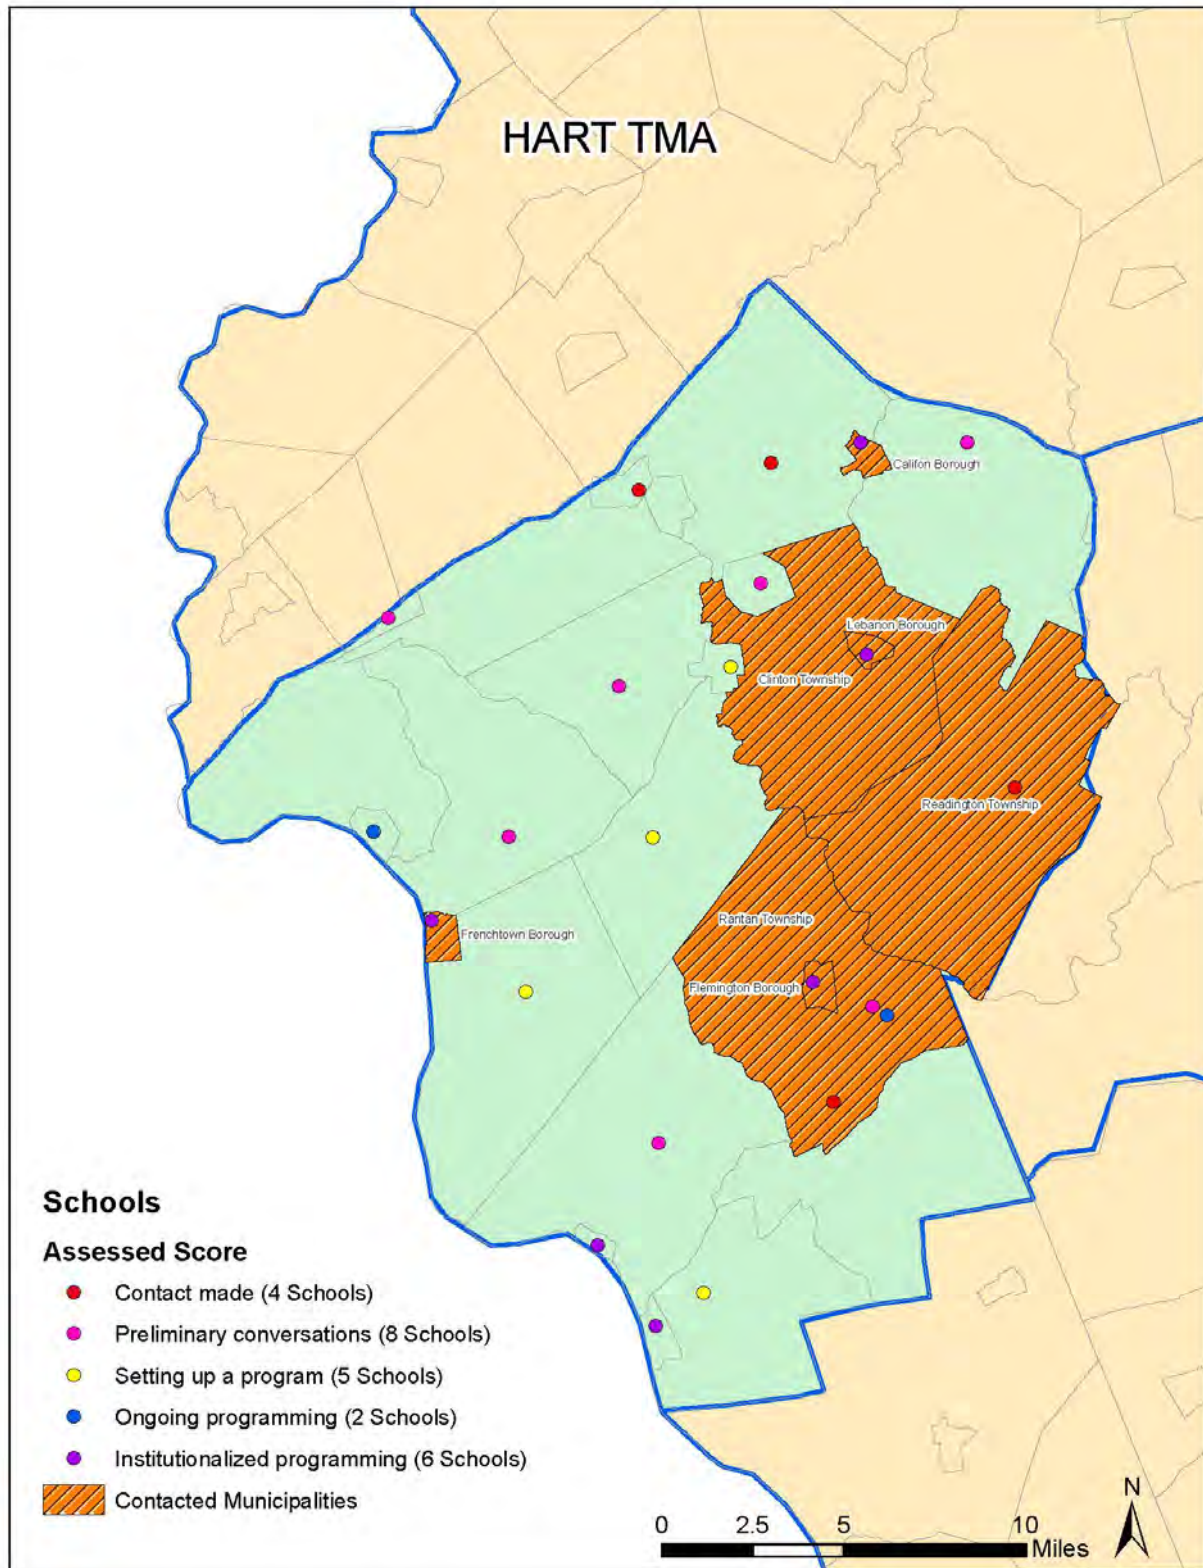 HART TMA
Califon Borough
Lebanon Borough
Clinton Township
Readington Township
Raritan Township
Frenchtown Borough
Flemington Borough
Schools
Assessed Score
Contact made (4 Schools)
Preliminary conversations (8 Schools)
Setting up a program (5 Schools)
Ongoing programming (2 Schools)
Institutionalized programming (6 Schools)
Contacted Municipalities
N
0 2.5 5 10
Miles